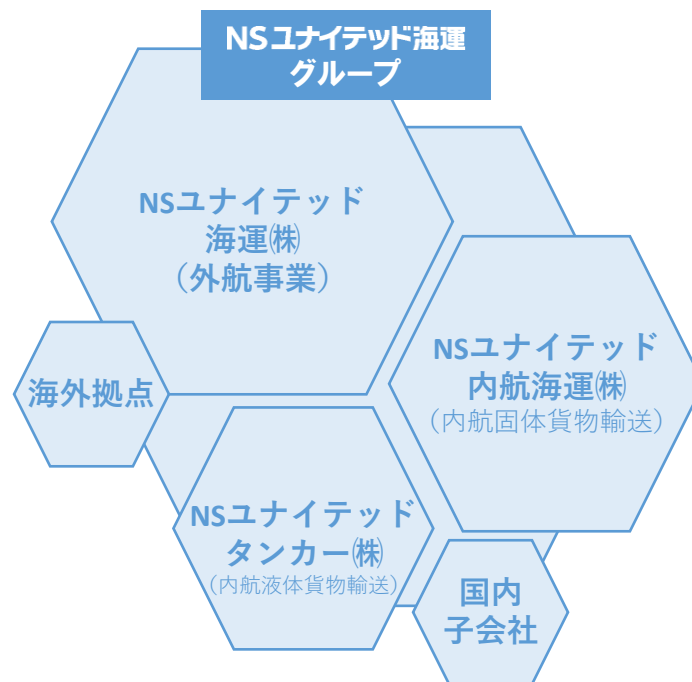 NSユナイテッド海運
グループ
NSユナイテッド
海運㈱
（外航事業）
NSユナイテッド
内航海運㈱
（内航固体貨物輸送）
海外拠点
NSユナイテッド
タンカー㈱
（内航液体貨物輸送）
国内
子会社